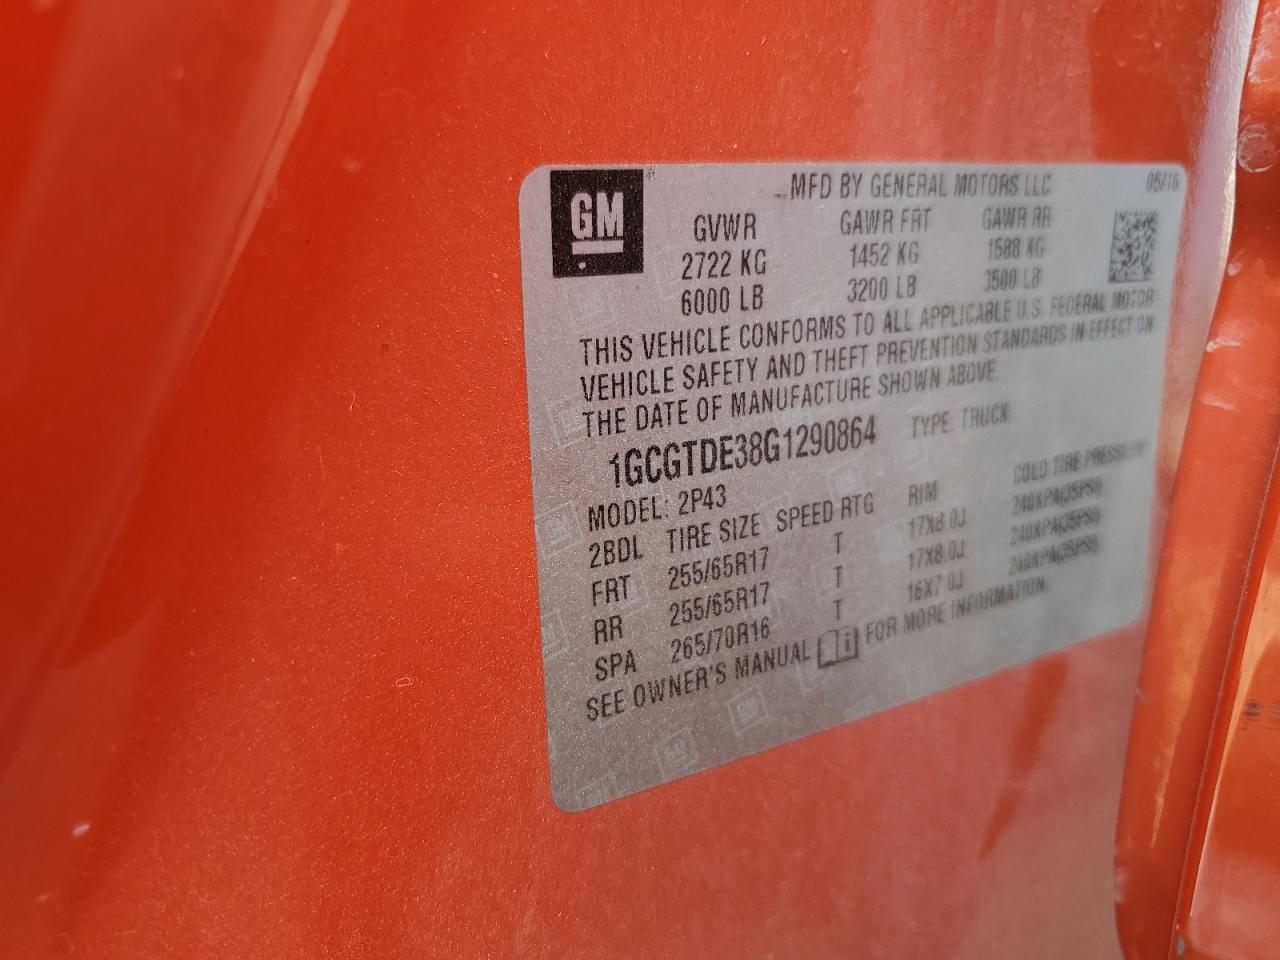 GM
MFD BY GENERAL MOTORS LLC 05/16
GVWR GAWR FRT GAWR RR
2722 KG 1452 KG 1588 KG
6000 LB 3200 LB 3500 LB
THIS VEHICLE CONFORMS TO ALL APPLICABLE U.S. FEDERAL MOTOR
VEHICLE SAFETY AND THEFT PREVENTION STANDARDS IN EFFECT ON
THE DATE OF MANUFACTURE SHOWN ABOVE.
1GCGTDE38G1290864 TYPE: TRUCK
MODEL: 2P43
2BDL TIRE SIZE SPEED RTG RIM COLD TIRE PRESSURE
FRT 255/65R17 T 17X8.0J 240KPA(35PSI)
RR 255/65R17 T 17X8.0J 240KPA(35PSI)
SPA 265/70R16 T 16X7.0J 240KPA(35PSI)
SEE OWNER'S MANUAL FOR MORE INFORMATION.